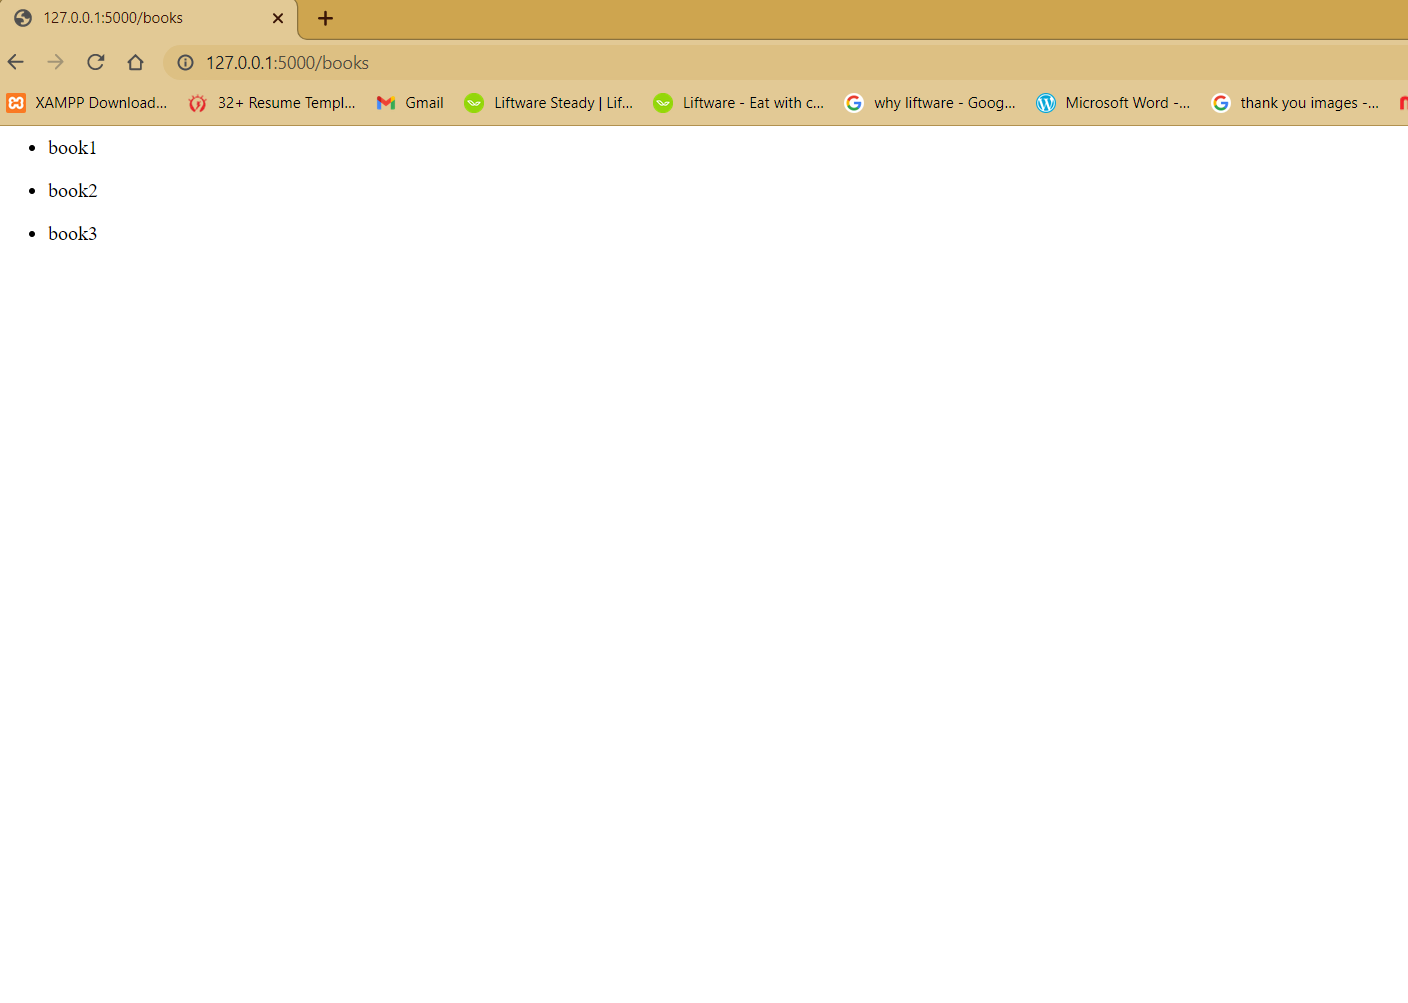 127.0.0.1:5000/books
127.0.0.1:5000/books
XAMPP Download... 32+ Resume Templ... Gmail Liftware Steady | Lif... Liftware - Eat with c... why liftware - Goog... Microsoft Word -... thank you images -...
book1
book2
book3